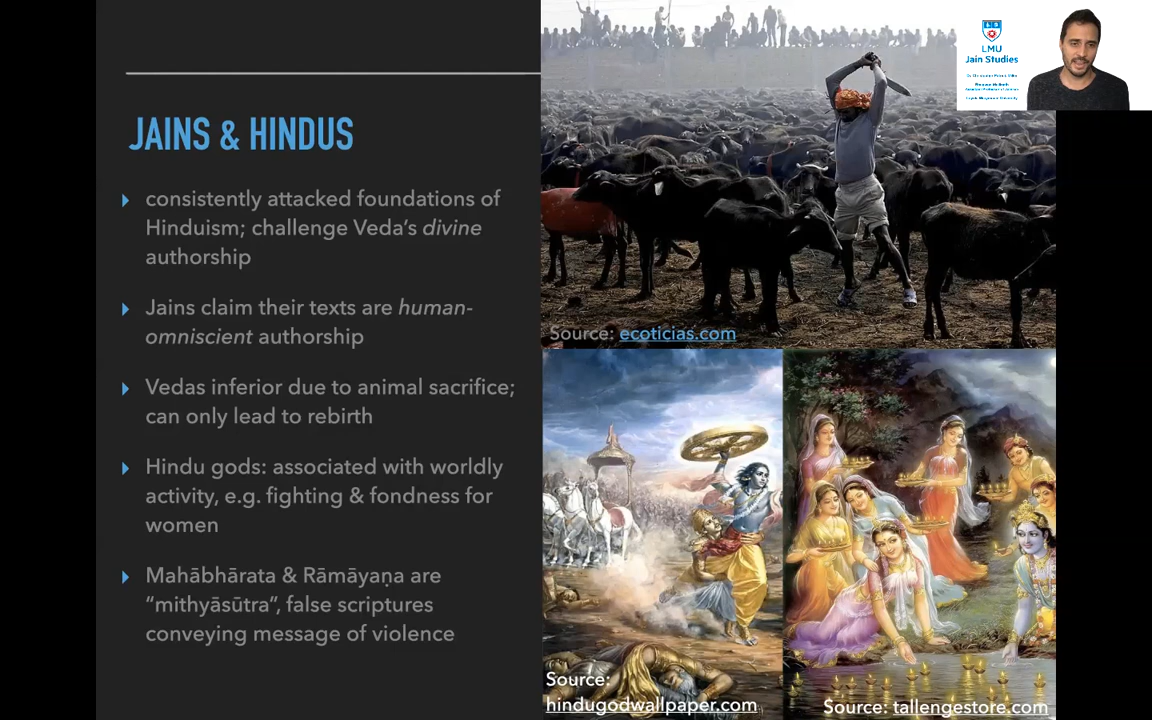 JAINS & HINDUS
consistently attacked foundations of
Hinduism; challenge Veda's divine
authorship
Jains claim their texts are human-
omniscient authorship
Vedas inferior due to animal sacrifice;
can only lead to rebirth
Hindu gods: associated with worldly
activity, e.g. fighting & fondness for
women
Mahābhārata & Rāmāyaṇa are
“mithyāsūtra”, false scriptures
conveying message of violence
Source: ecoticias.com
Source:
hindugodwallpaper.com
Source: tallengestore.com
LMU
Jain Studies